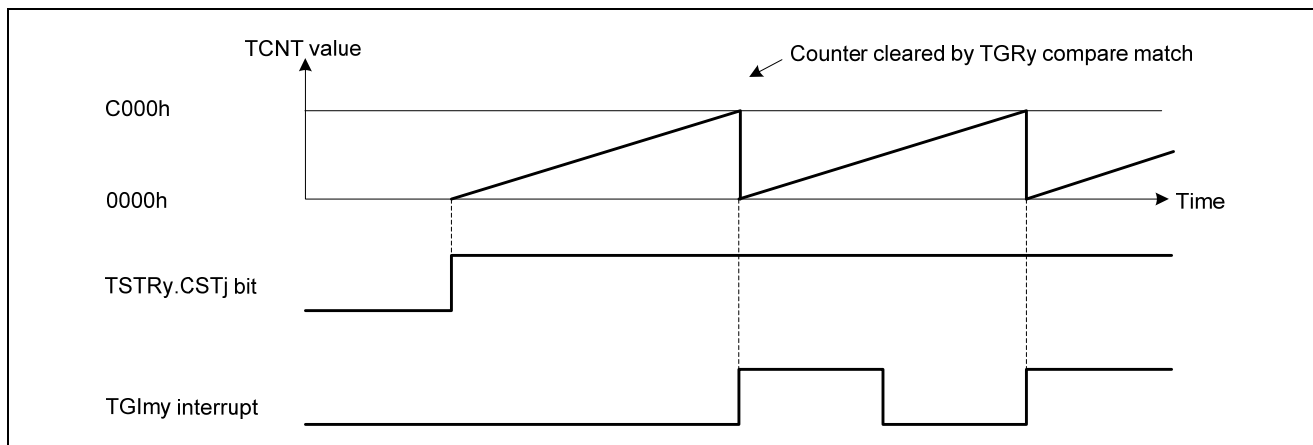 TCNT value
Counter cleared by TGRy compare match
C000h
0000h
Time
TSTRy.CSTj bit
TGImy interrupt